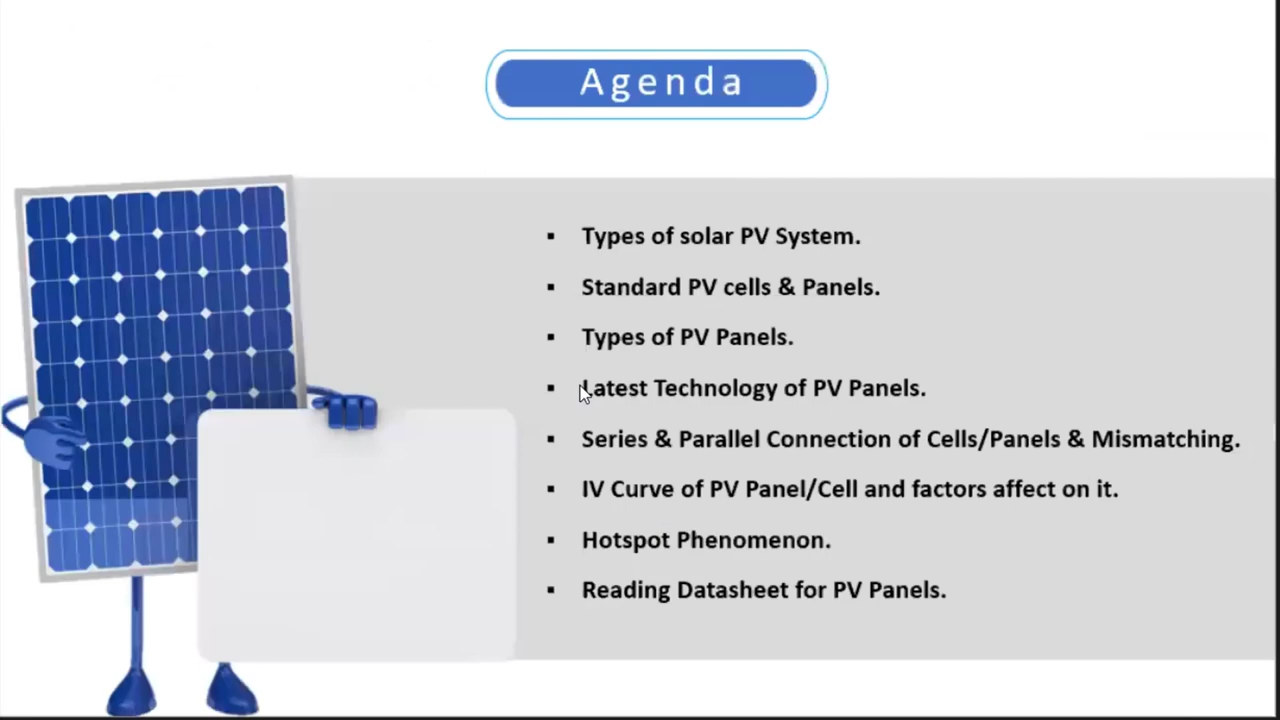 Agenda
▪ Types of solar PV System.
▪ Standard PV cells & Panels.
▪ Types of PV Panels.
▪ Latest Technology of PV Panels.
▪ Series & Parallel Connection of Cells/Panels & Mismatching.
▪ IV Curve of PV Panel/Cell and factors affect on it.
▪ Hotspot Phenomenon.
▪ Reading Datasheet for PV Panels.